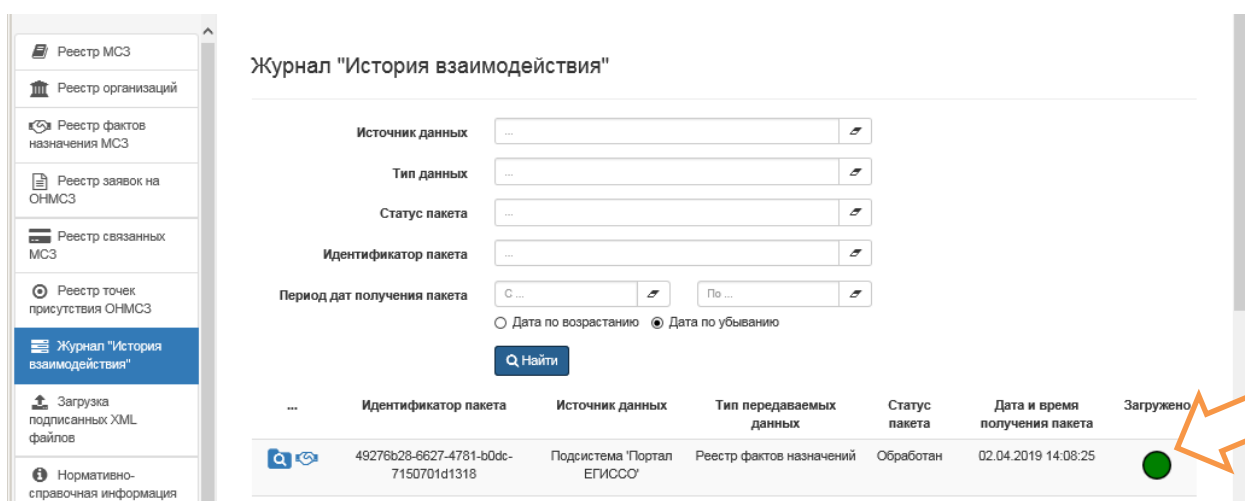 Реестр МСЗ
Реестр организаций
Реестр фактов
назначения МСЗ
Реестр заявок на
ОНМСЗ
Реестр связанных
МСЗ
Реестр точек
присутствия ОНМСЗ
Журнал "История
взаимодействия"
Загрузка
подписанных XML
файлов
Нормативно-
справочная информация
Журнал "История взаимодействия"
Источник данных ...
Тип данных ...
Статус пакета ...
Идентификатор пакета ...
Период дат получения пакета С ... По ...
Дата по возрастанию Дата по убыванию
Найти
... Идентификатор пакета Источник данных Тип передаваемых Статус Дата и время Загружено
данных пакета получения пакета
49276b28-6627-4781-b0dc- Подсистема 'Портал Реестр фактов назначений Обработан 02.04.2019 14:08:25
7150701d1318 ЕГИССО'